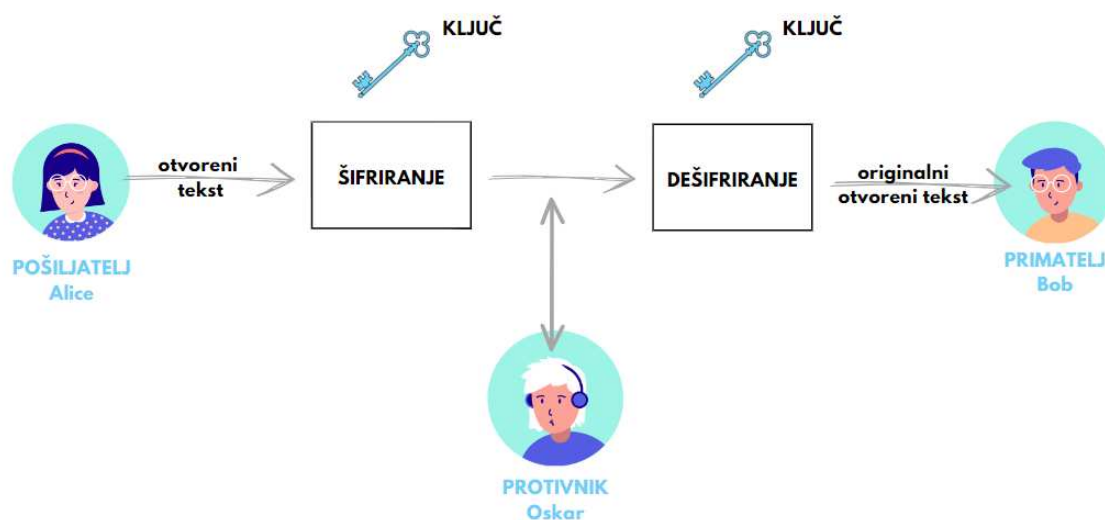 KLJUČ
KLJUČ
otvoreni
tekst
ŠIFRIRANJE
DEŠIFRIRANJE
originalni
otvoreni tekst
POŠILJATELJ
Alice
PRIMATELJ
Bob
PROTIVNIK
Oskar